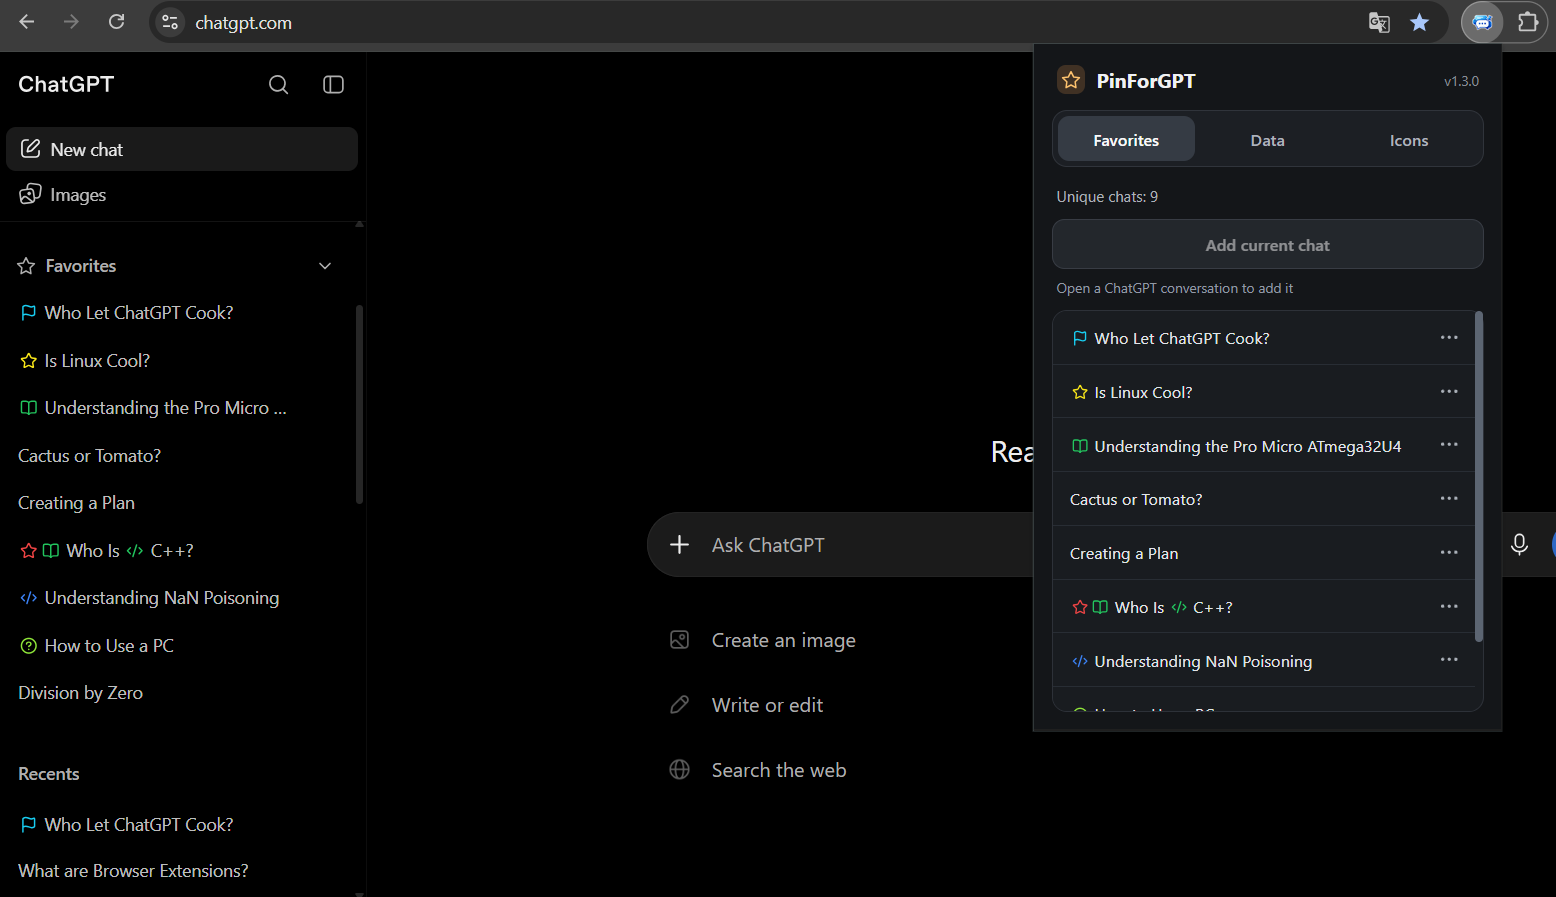 chatgpt.com
ChatGPT
New chat
Images
Favorites
Who Let ChatGPT Cook?
Is Linux Cool?
Understanding the Pro Micro ...
Cactus or Tomato?
Creating a Plan
Who Is </> C++?
</> Understanding NaN Poisoning
How to Use a PC
Division by Zero
Recents
Who Let ChatGPT Cook?
What are Browser Extensions?
Rea
Ask ChatGPT
Create an image
Write or edit
Search the web
PinForGPT
v1.3.0
Favorites
Data
Icons
Unique chats: 9
Add current chat
Open a ChatGPT conversation to add it
Who Let ChatGPT Cook?
Is Linux Cool?
Understanding the Pro Micro ATmega32U4
Cactus or Tomato?
Creating a Plan
Who Is </> C++?
</> Understanding NaN Poisoning